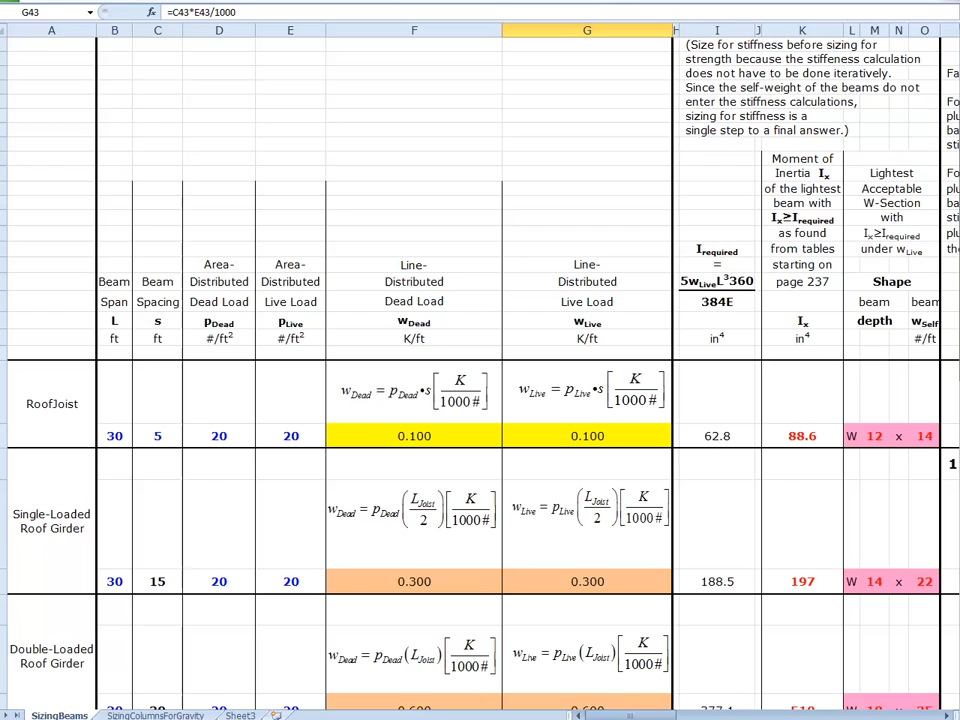 G43 fx =C43*E43/1000
A B C D E F G H I J K L M N O
(Size for stiffness before sizing for
strength because the stiffeness calculation
does not have to be done iteratively.
Since the self-weight of the beams do not
enter the stiffness calculations,
sizing for stiffness is a
single step to a final answer.)
Moment of
Inertia Ix
of the lightest
beam with
Ix≥Irequired
as found
from tables
starting on
page 237
Ix
in⁴
Lightest
Acceptable
W-Section
with
Ix≥Irequired
under wLive
Shape
beam
depth
beam
wSelf
#/ft
Irequired
=
5wLiveL³360
384E
in⁴
Beam
Span
L
ft
Beam
Spacing
s
ft
Area-
Distributed
Dead Load
pDead
#/ft²
Area-
Distributed
Live Load
pLive
#/ft²
Line-
Distributed
Dead Load
wDead
K/ft
Line-
Distributed
Live Load
wLive
K/ft
RoofJoist
wDead = pDead•s[K/1000#] wLive = pLive•s[K/1000#]
30 5 20 20 0.100 0.100 62.8 88.6 W 12 x 14
1
Single-Loaded
Roof Girder
wDead = pDead(LJoist/2)[K/1000#] wLive = pLive(LJoist/2)[K/1000#]
30 15 20 20 0.300 0.300 188.5 197 W 14 x 22
Double-Loaded
Roof Girder
wDead = pDead(LJoist)[K/1000#] wLive = pLive(LJoist)[K/1000#]
SizingBeams SizingColumnsForGravity Sheet3